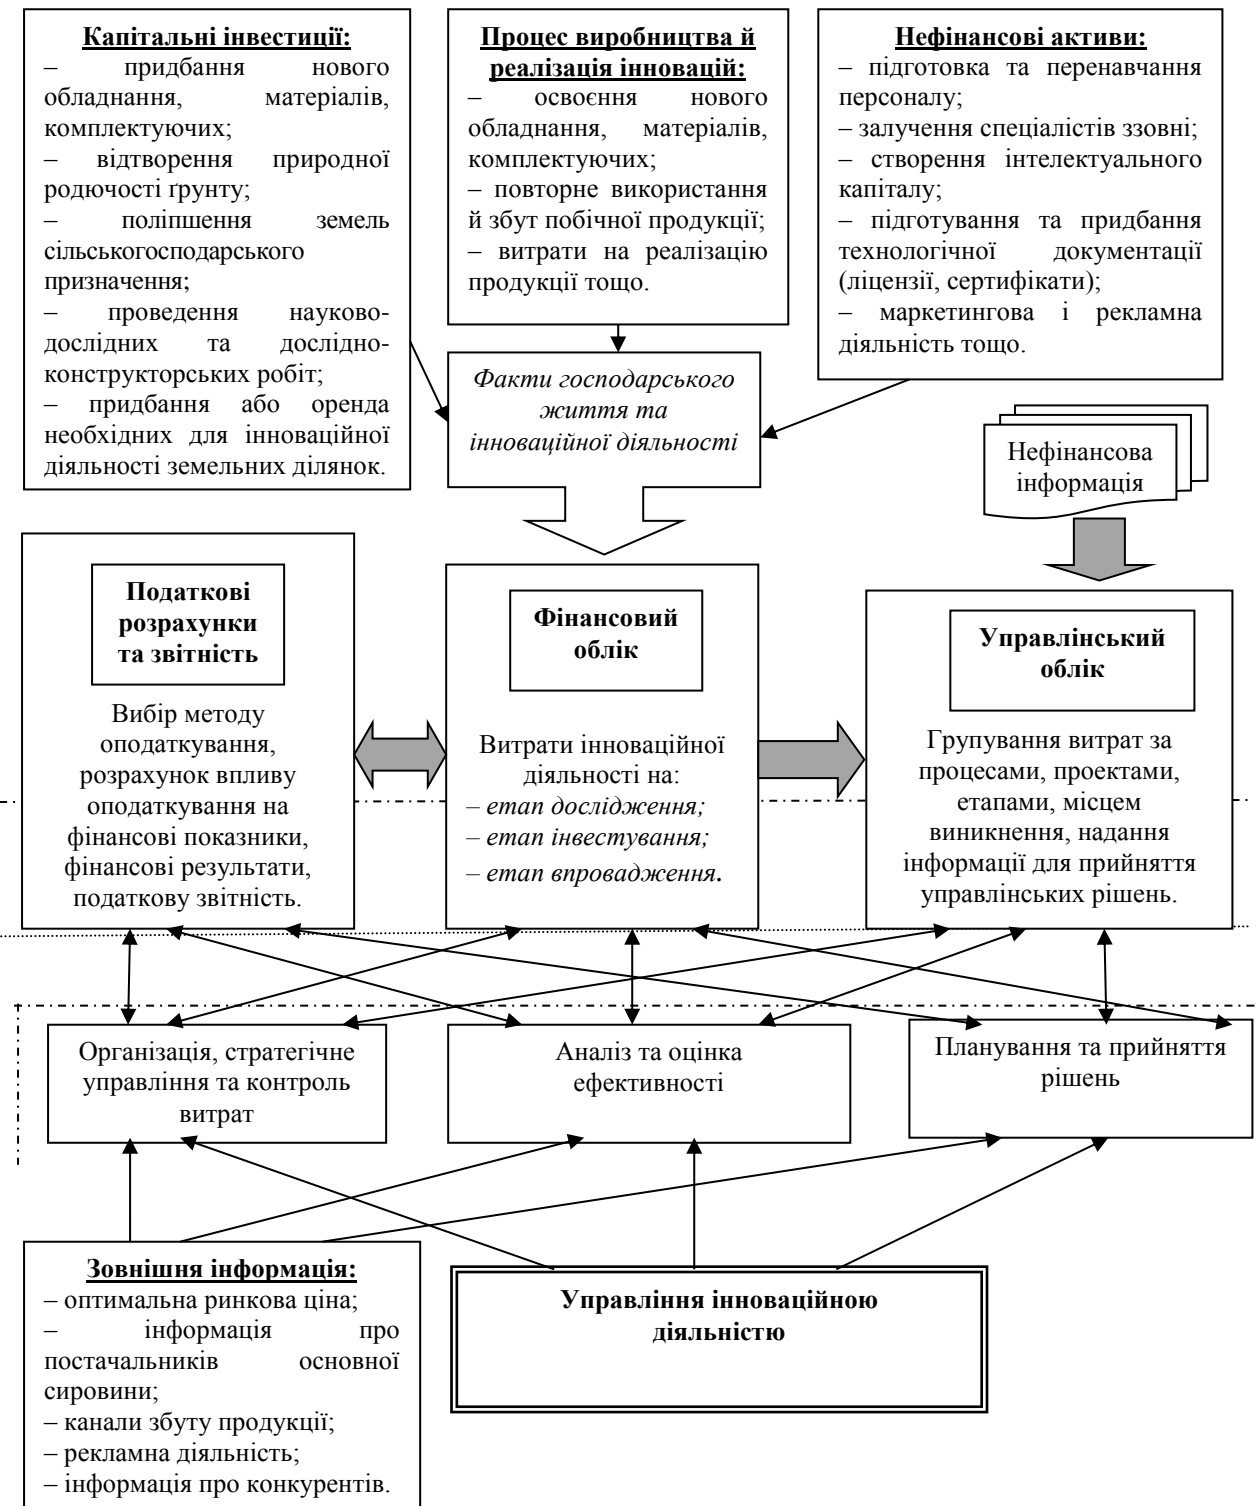 Капітальні інвестиції:
– придбання нового
обладнання, матеріалів,
комплектуючих;
– відтворення природної
родючості ґрунту;
– поліпшення земель
сільськогосподарського
призначення;
– проведення науково-
дослідних та дослідно-
конструкторських робіт;
– придбання або оренда
необхідних для інноваційної
діяльності земельних ділянок.
Процес виробництва й
реалізація інновацій:
– освоєння нового
обладнання, матеріалів,
комплектуючих;
– повторне використання
й збут побічної продукції;
– витрати на реалізацію
продукції тощо.
Нефінансові активи:
– підготовка та перенавчання
персоналу;
– залучення спеціалістів ззовні;
– створення інтелектуального
капіталу;
– підготування та придбання
технологічної документації
(ліцензії, сертифікати);
– маркетингова і рекламна
діяльність тощо.
Факти господарського
життя та
інноваційної діяльності
Нефінансова
інформація
Податкові
розрахунки
та звітність
Вибір методу
оподаткування,
розрахунок впливу
оподаткування на
фінансові показники,
фінансові результати,
податкову звітність.
Фінансовий
облік
Витрати інноваційної
діяльності на:
– етап дослідження;
– етап інвестування;
– етап впровадження.
Управлінський
облік
Групування витрат за
процесами, проектами,
етапами, місцем
виникнення, надання
інформації для прийняття
управлінських рішень.
Організація, стратегічне
управління та контроль
витрат
Аналіз та оцінка
ефективності
Планування та прийняття
рішень
Зовнішня інформація:
– оптимальна ринкова ціна;
– інформація про
постачальників основної
сировини;
– канали збуту продукції;
– рекламна діяльність;
– інформація про конкурентів.
Управління інноваційною
діяльністю